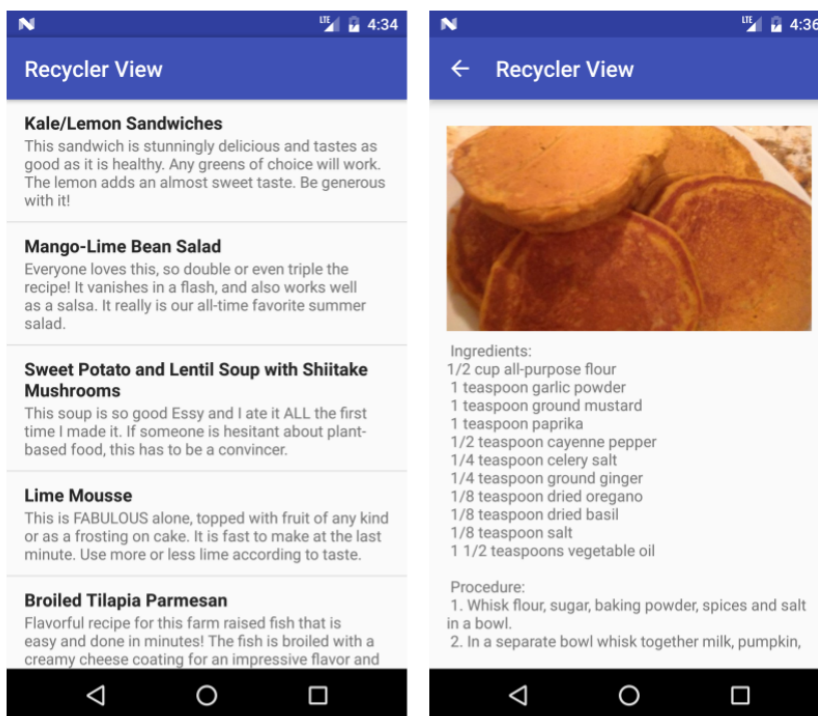 LTE 4:34
Recycler View
Kale/Lemon Sandwiches
This sandwich is stunningly delicious and tastes as
good as it is healthy. Any greens of choice will work.
The lemon adds an almost sweet taste. Be generous
with it!
Mango-Lime Bean Salad
Everyone loves this, so double or even triple the
recipe! It vanishes in a flash, and also works well
as a salsa. It really is our all-time favorite summer
salad.
Sweet Potato and Lentil Soup with Shiitake
Mushrooms
This soup is so good Essy and I ate it ALL the first
time I made it. If someone is hesitant about plant-
based food, this has to be a convincer.
Lime Mousse
This is FABULOUS alone, topped with fruit of any kind
or as a frosting on cake. It is fast to make at the last
minute. Use more or less lime according to taste.
Broiled Tilapia Parmesan
Flavorful recipe for this farm raised fish that is
easy and done in minutes! The fish is broiled with a
creamy cheese coating for an impressive flavor and
LTE 4:36
Recycler View
Ingredients:
1/2 cup all-purpose flour
1 teaspoon garlic powder
1 teaspoon ground mustard
1 teaspoon paprika
1/2 teaspoon cayenne pepper
1/4 teaspoon celery salt
1/4 teaspoon ground ginger
1/8 teaspoon dried oregano
1/8 teaspoon dried basil
1/8 teaspoon salt
1 1/2 teaspoons vegetable oil
Procedure:
1. Whisk flour, sugar, baking powder, spices and salt
in a bowl.
2. In a separate bowl whisk together milk, pumpkin,